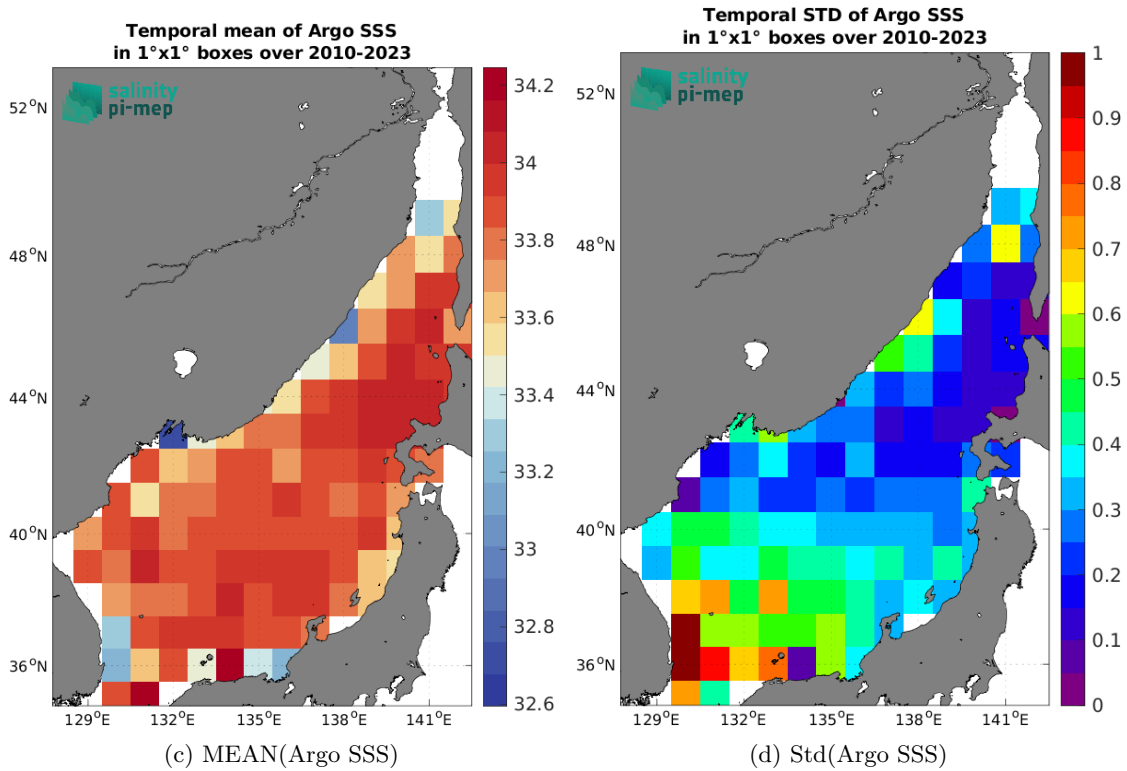 Temporal mean of Argo SSS
in 1°x1° boxes over 2010-2023
salinity
pi-mep
52°N
48°N
44°N
40°N
36°N
129°E 132°E 135°E 138°E 141°E
34.2
34
33.8
33.6
33.4
33.2
33
32.8
32.6
(c) MEAN(Argo SSS)
Temporal STD of Argo SSS
in 1°x1° boxes over 2010-2023
salinity
pi-mep
52°N
48°N
44°N
40°N
36°N
129°E 132°E 135°E 138°E 141°E
1
0.9
0.8
0.7
0.6
0.5
0.4
0.3
0.2
0.1
0
(d) Std(Argo SSS)